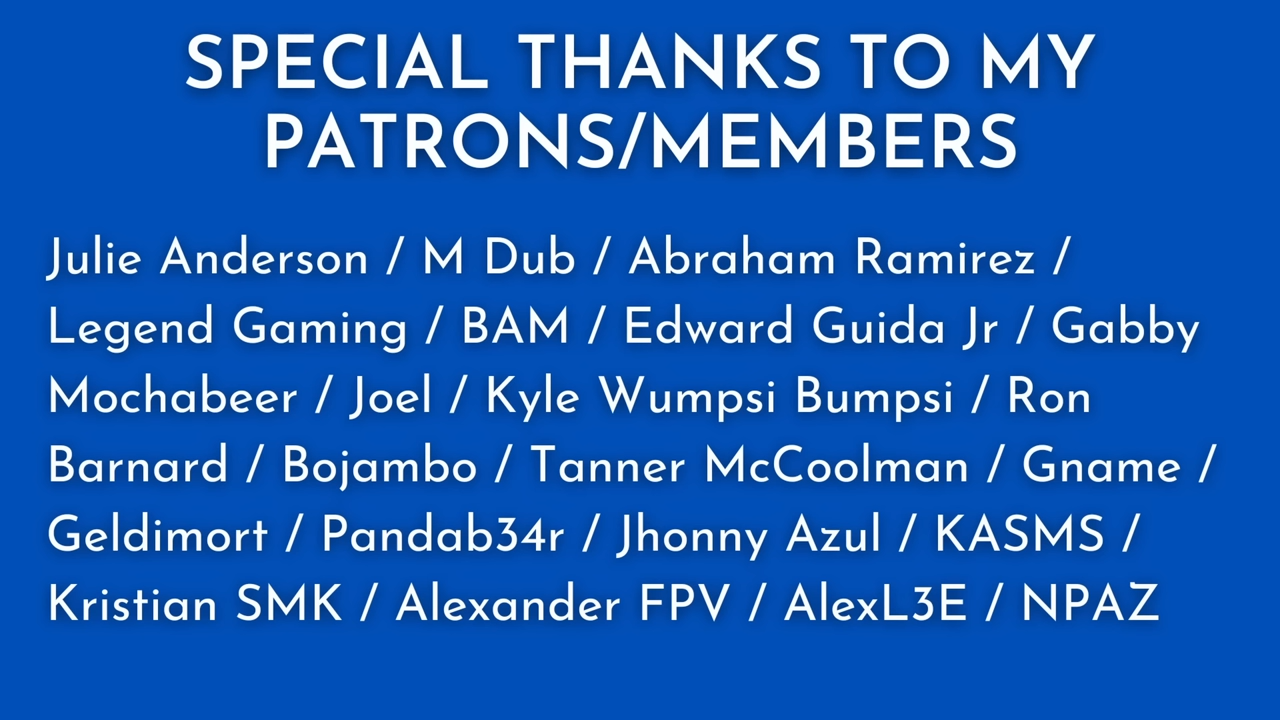 SPECIAL THANKS TO MY
PATRONS/MEMBERS
Julie Anderson / M Dub / Abraham Ramirez /
Legend Gaming / BAM / Edward Guida Jr / Gabby
Mochabeer / Joel / Kyle Wumpsi Bumpsi / Ron
Barnard / Bojambo / Tanner McCoolman / Gname /
Geldimort / Pandab34r / Jhonny Azul / KASMS /
Kristian SMK / Alexander FPV / AlexL3E / NPAZ